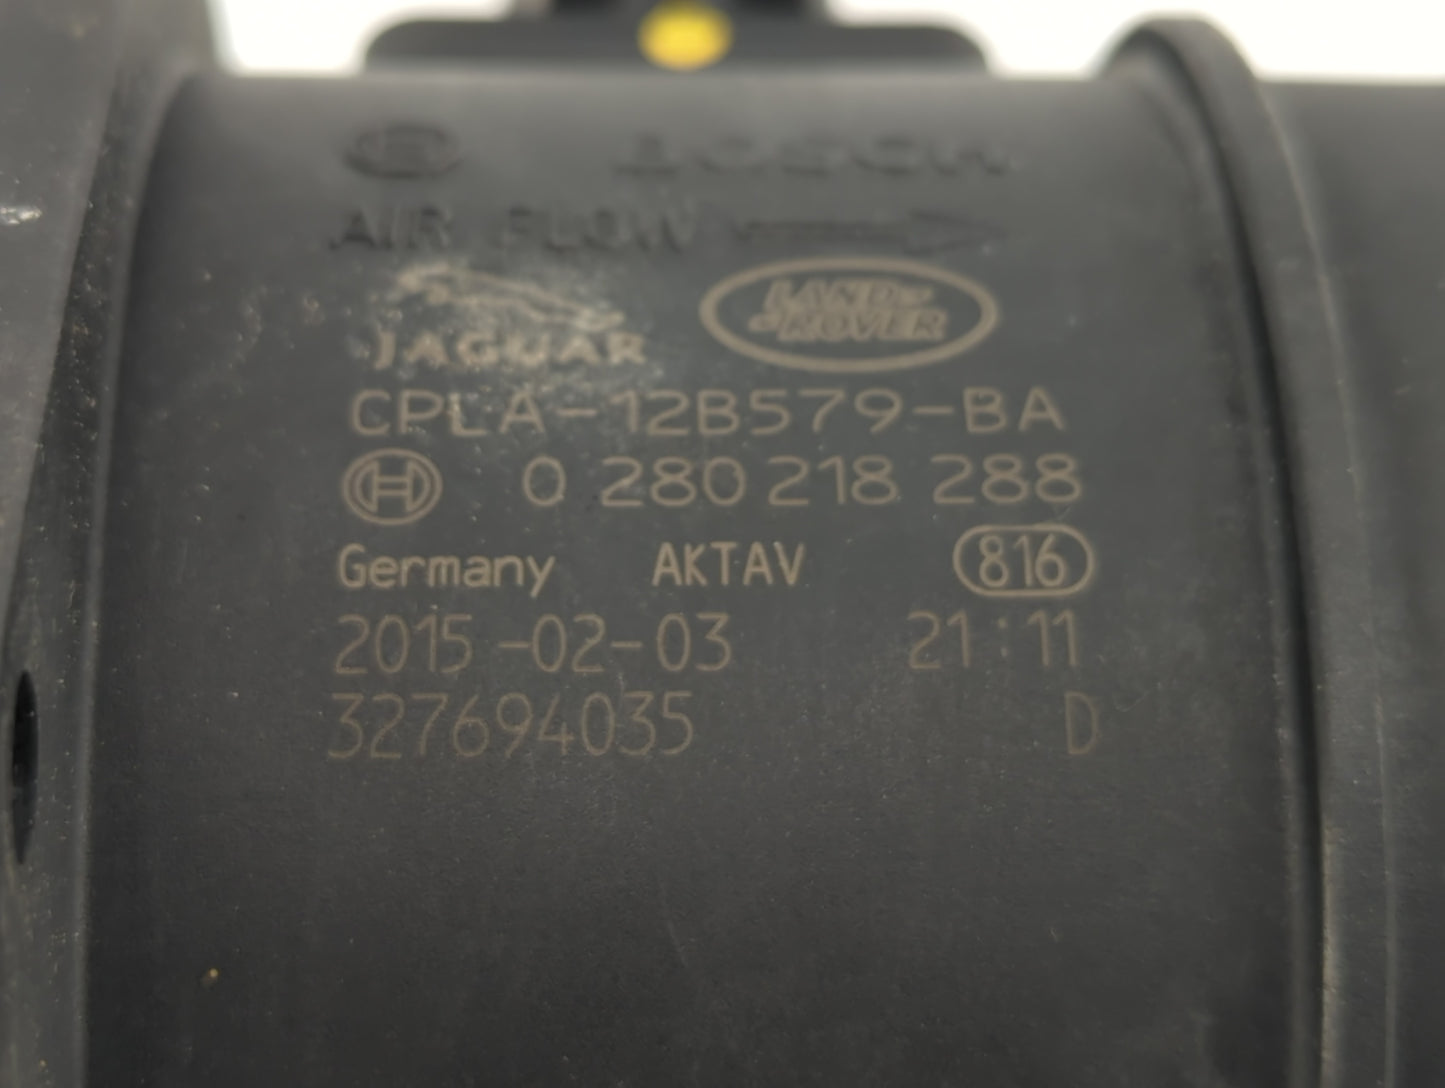 BOSCH
AIR FLOW
JAGUAR LAND ROVER
CPLA-12B579-BA
0 280 218 288
Germany AKTAV 816
2015-02-03 21:11
327694035 D